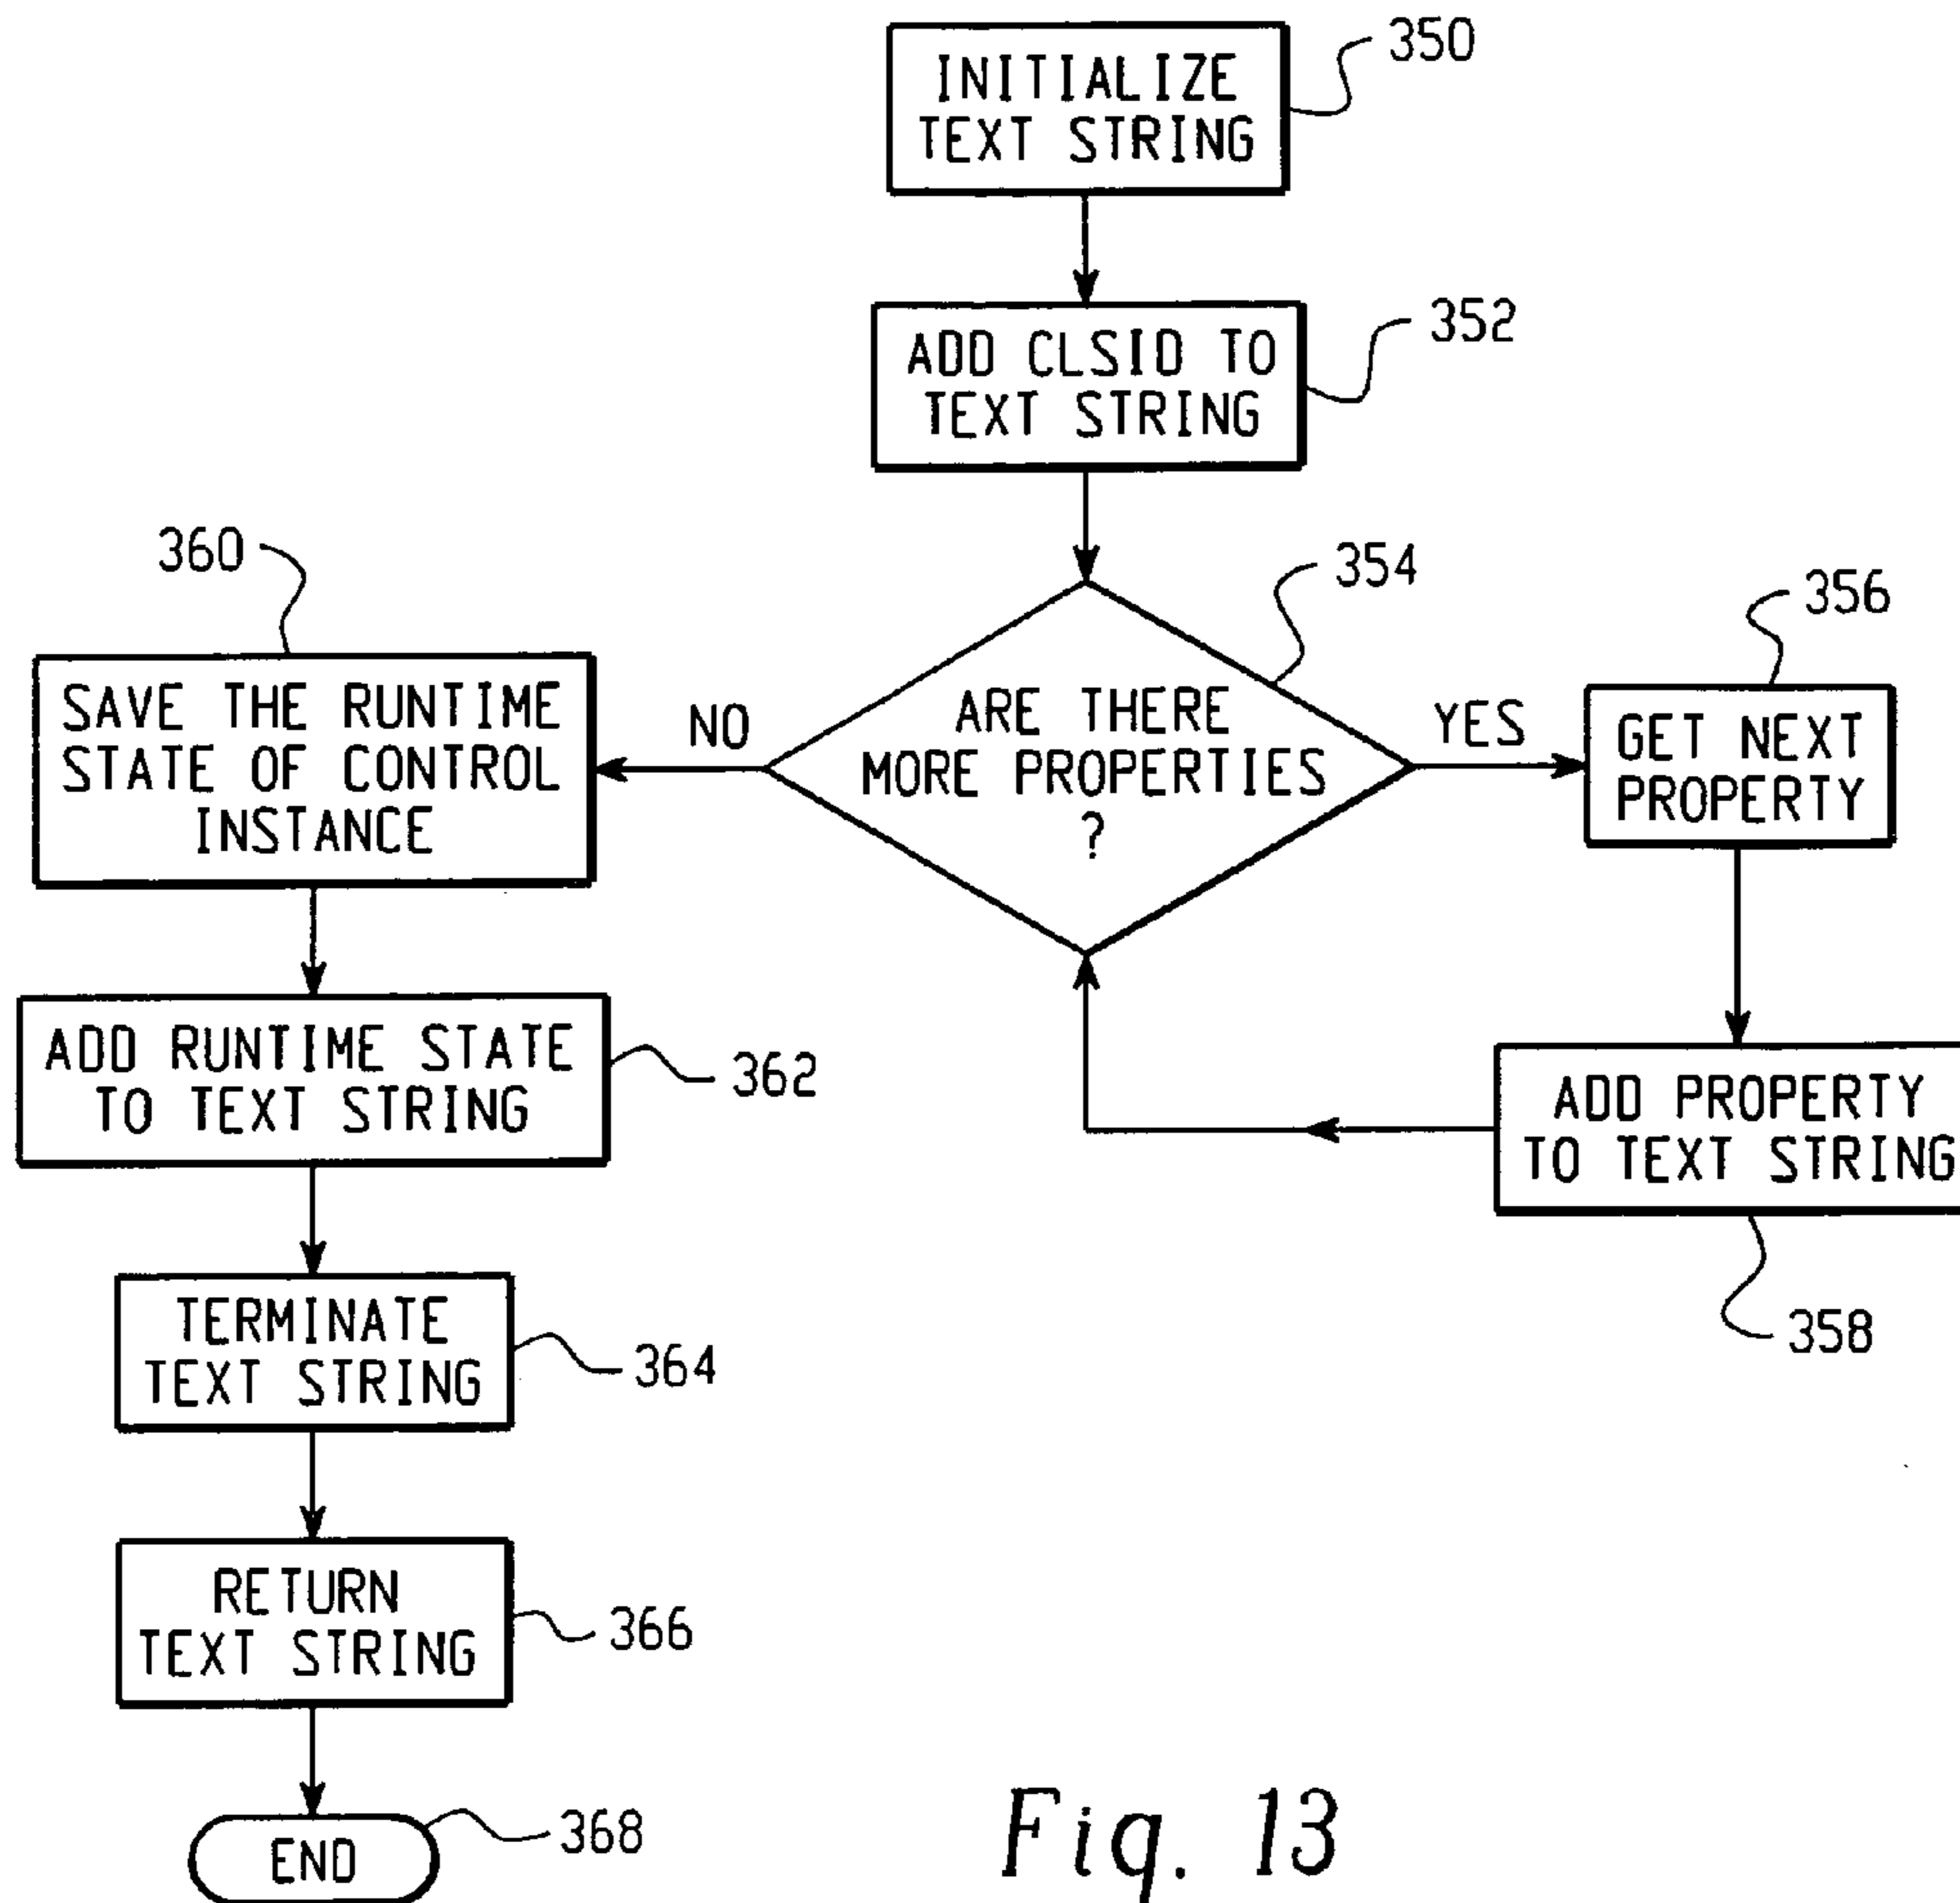 INITIALIZE
TEXT STRING
350
ADD CLSID TO
TEXT STRING
352
ARE THERE
MORE PROPERTIES
?
354
NO
YES
GET NEXT
PROPERTY
356
ADD PROPERTY
TO TEXT STRING
358
360
SAVE THE RUNTIME
STATE OF CONTROL
INSTANCE
ADD RUNTIME STATE
TO TEXT STRING
362
TERMINATE
TEXT STRING
364
RETURN
TEXT STRING
366
END
368
Fig. 13